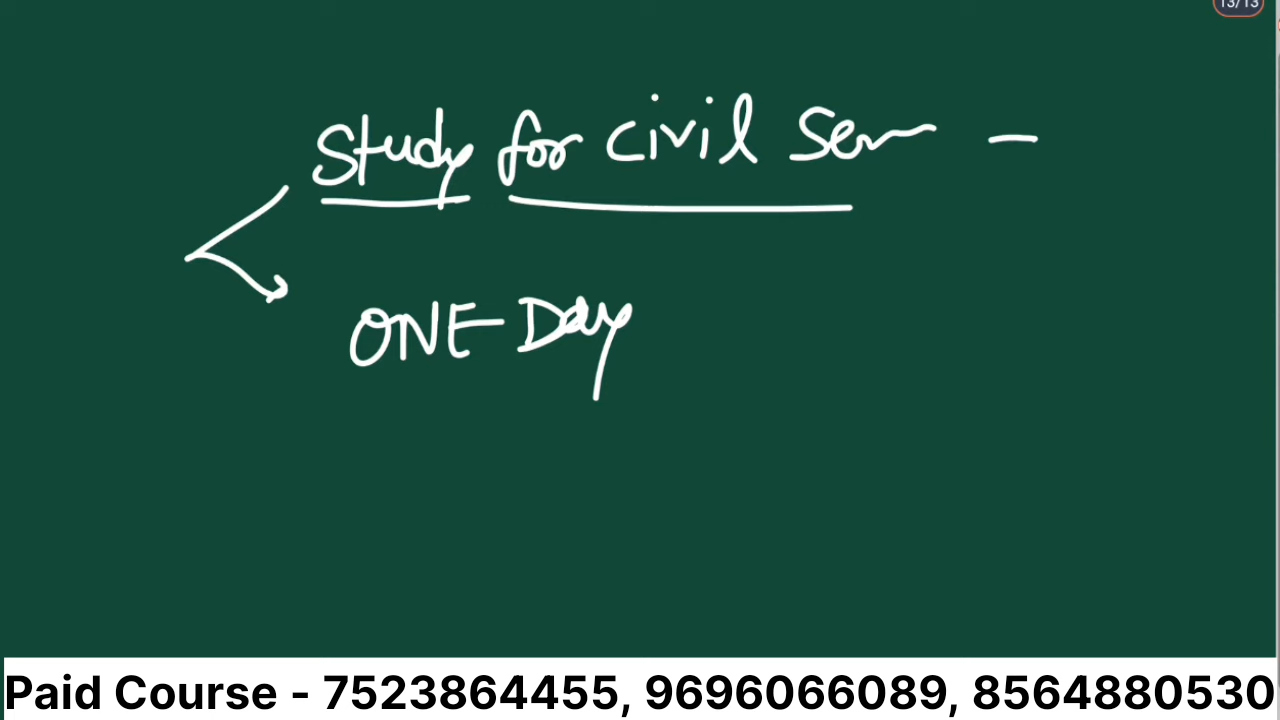 13/13
Study for civil Ser —
ONE-Day
Paid Course - 7523864455, 9696066089, 8564880530